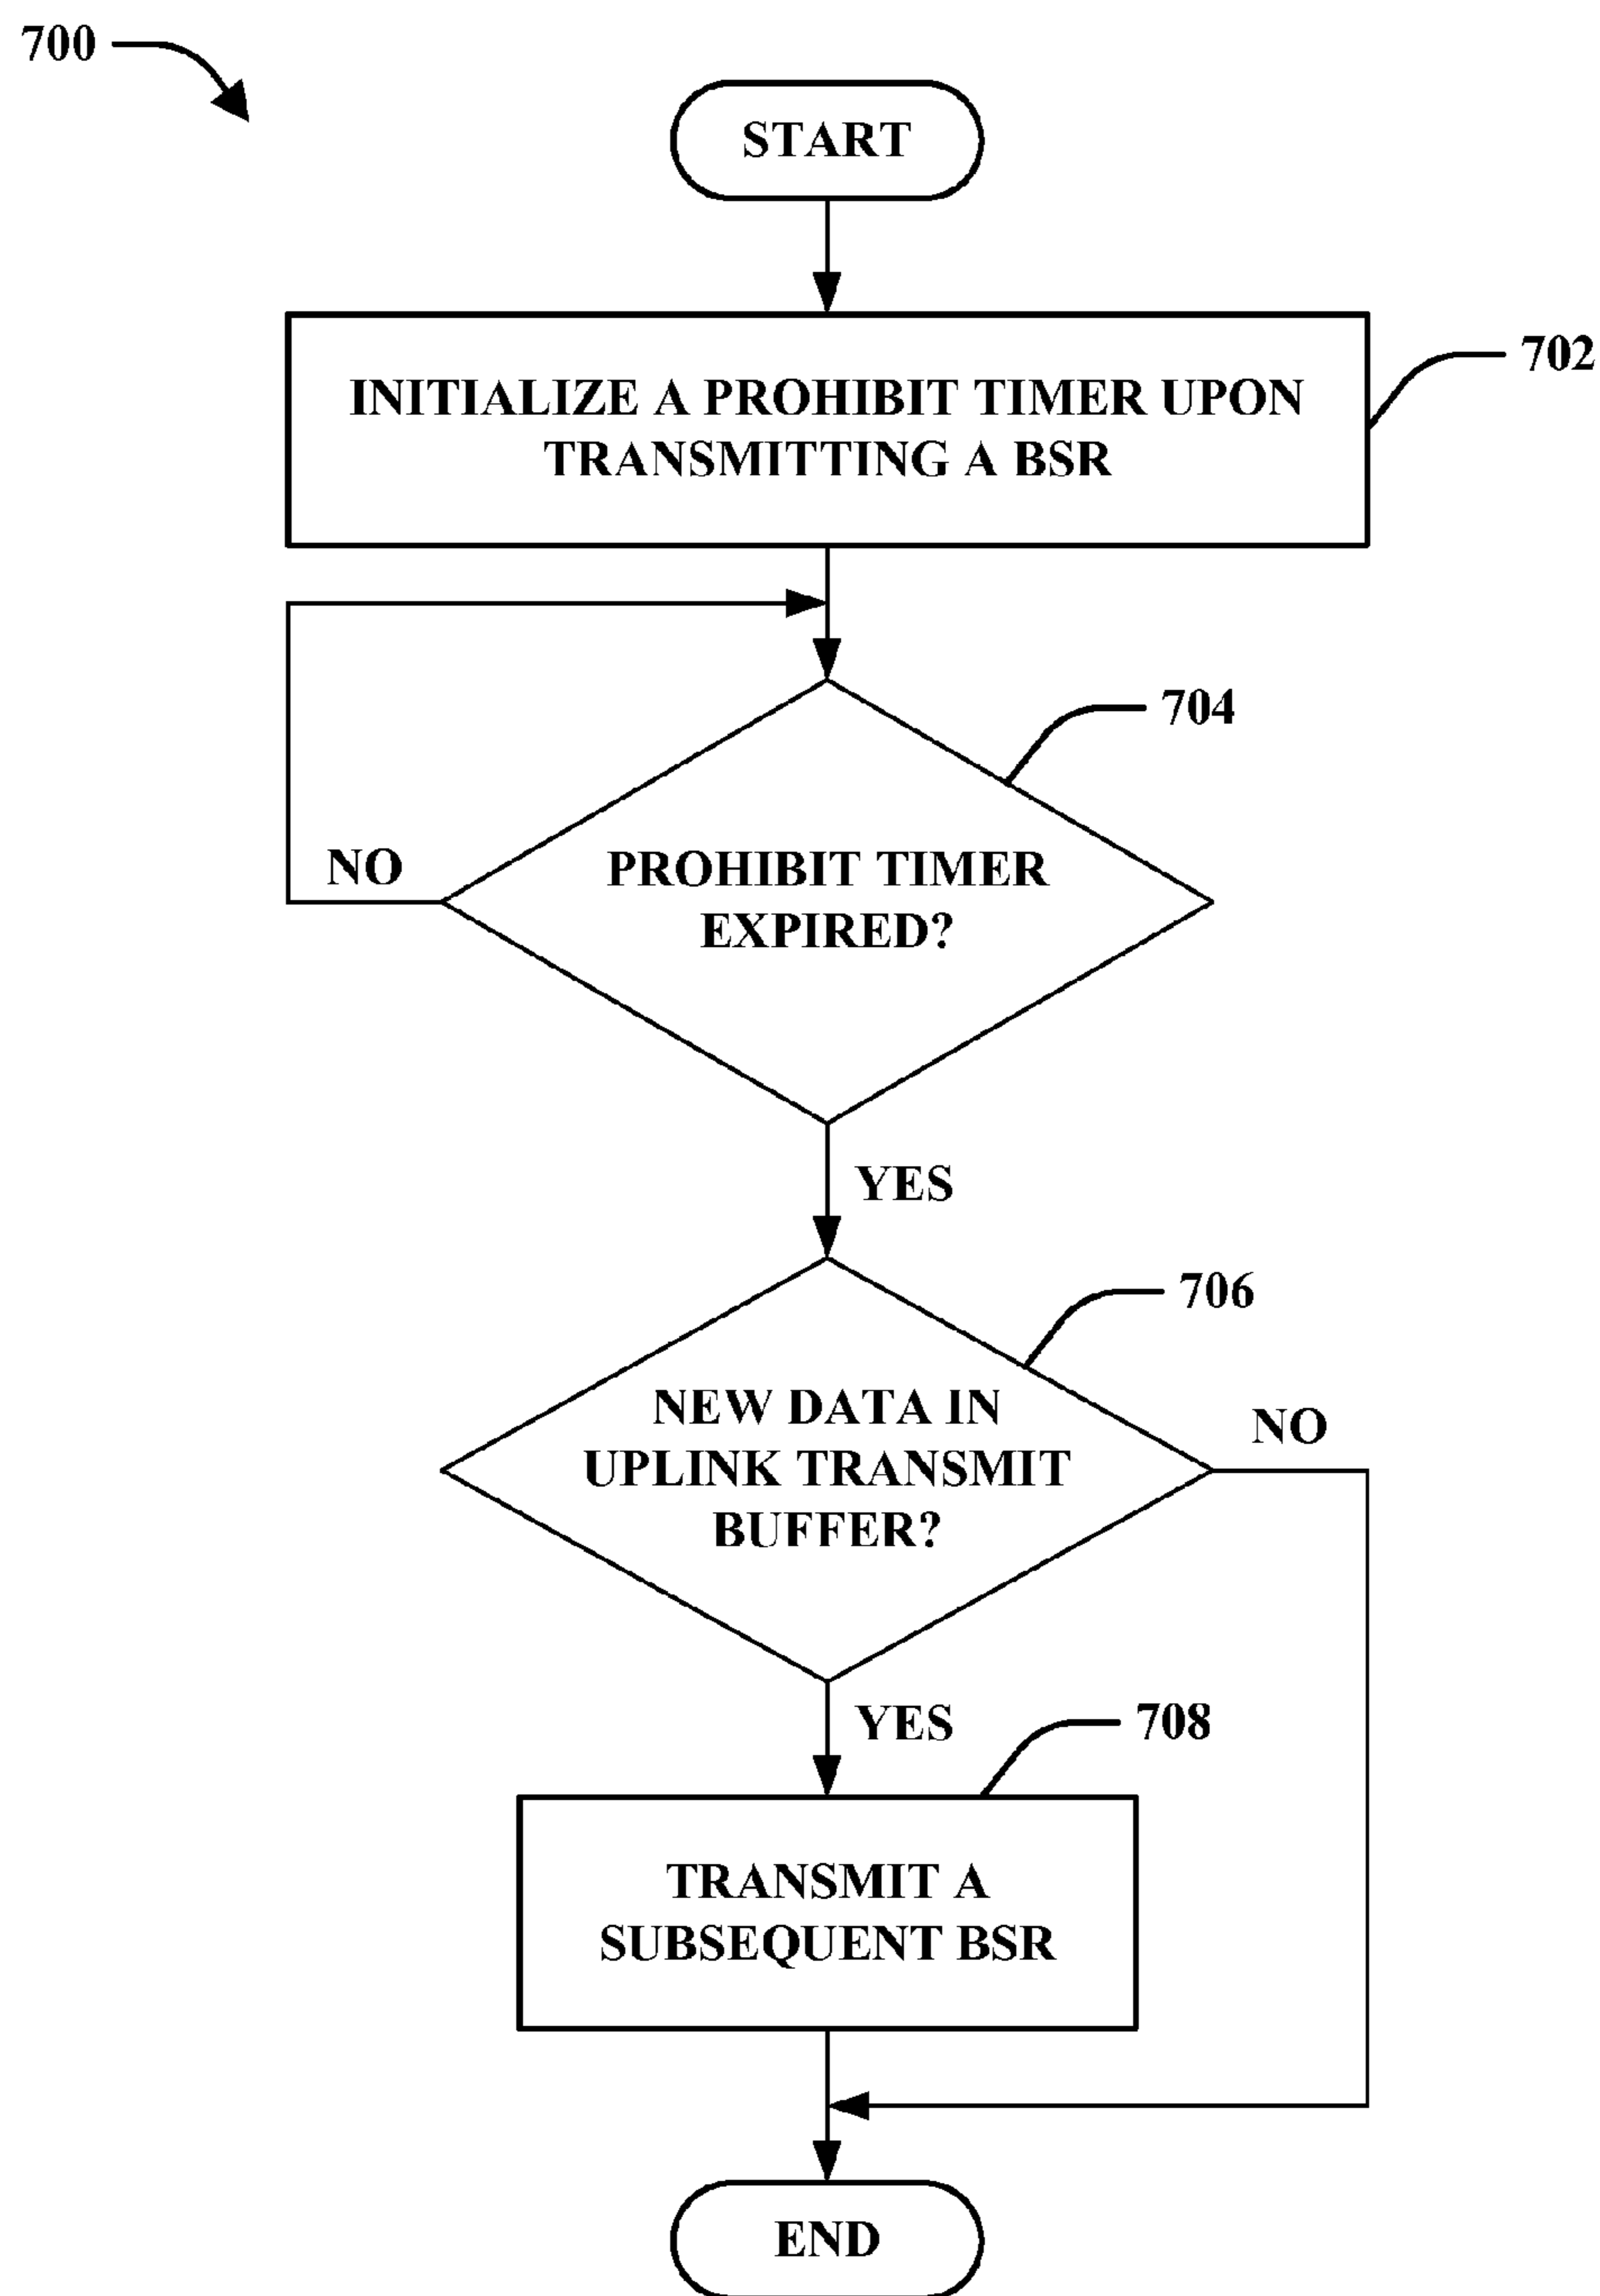 700
START
INITIALIZE A PROHIBIT TIMER UPON
TRANSMITTING A BSR
702
704
PROHIBIT TIMER
EXPIRED?
NO
YES
706
NEW DATA IN
UPLINK TRANSMIT
BUFFER?
NO
YES
708
TRANSMIT A
SUBSEQUENT BSR
END